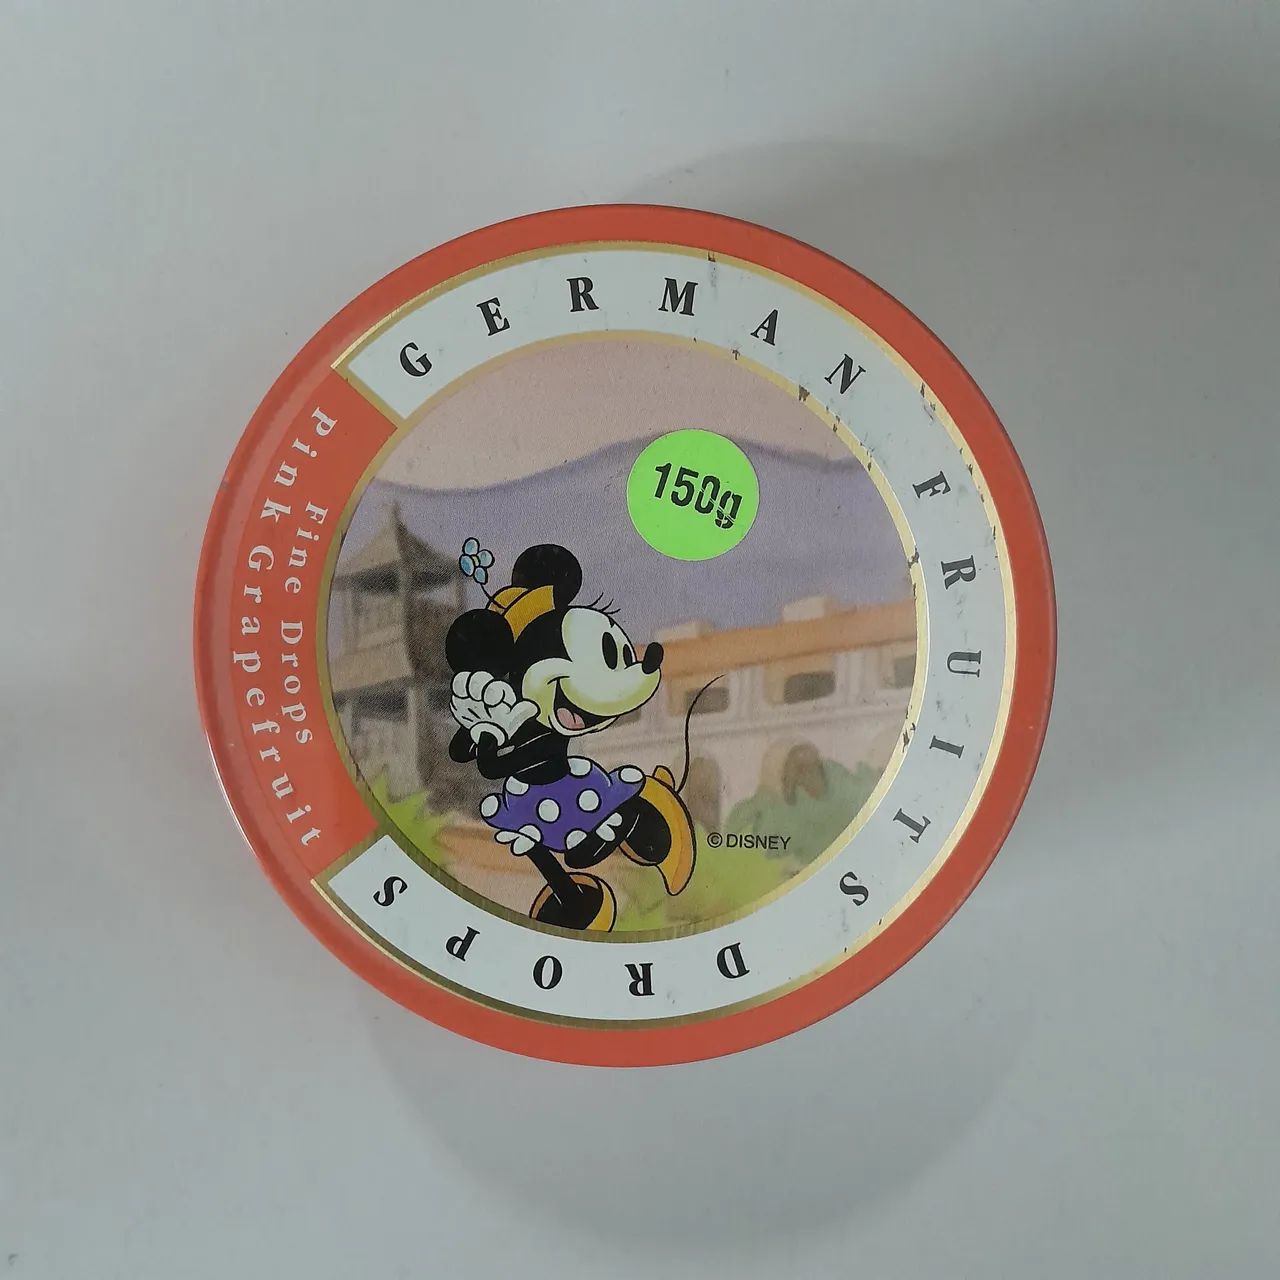 GERMAN FRUITS DROPS
Fine Drops
Pink Grapefruit
150g
© DISNEY